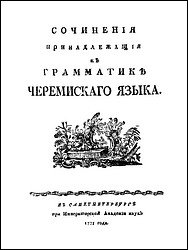 СОЧИНЕНІЯ
ПРИНАДЛЕЖАЩІЯ
КЪ
ГРАММАТИКѢ
ЧЕРЕМИСКАГО ЯЗЫКА.
ВЪ САНКТПЕТЕРБУРГѢ
при Императорской Академіи наукъ
1775 года.